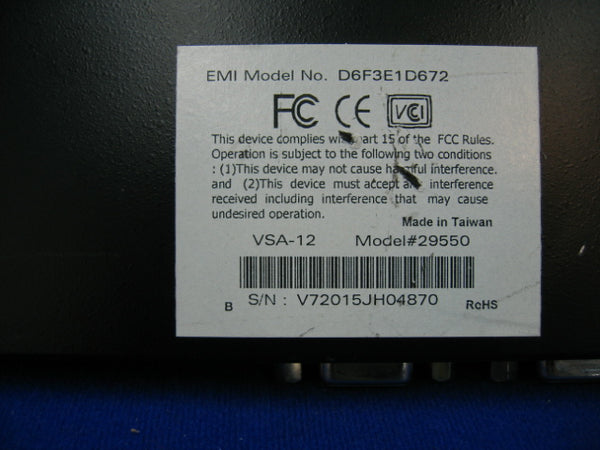 EMI Model No. D6F3E1D672
FC CE VCI
This device complies part 15 of the FCC Rules.
Operation is subject to the following two conditions
: (1)This device may not cause harmful interference.
and (2)This device must accept interference
received including interference that may cause
undesired operation.
Made in Taiwan
VSA-12 Model#29550
B S/N : V72015JH04870 RoHS